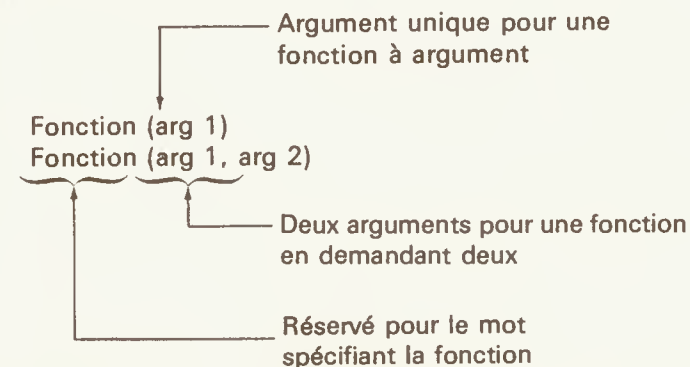 Argument unique pour une
fonction à argument
Fonction (arg 1)
Fonction (arg 1, arg 2)
Deux arguments pour une fonction
en demandant deux
Réservé pour le mot
spécifiant la fonction